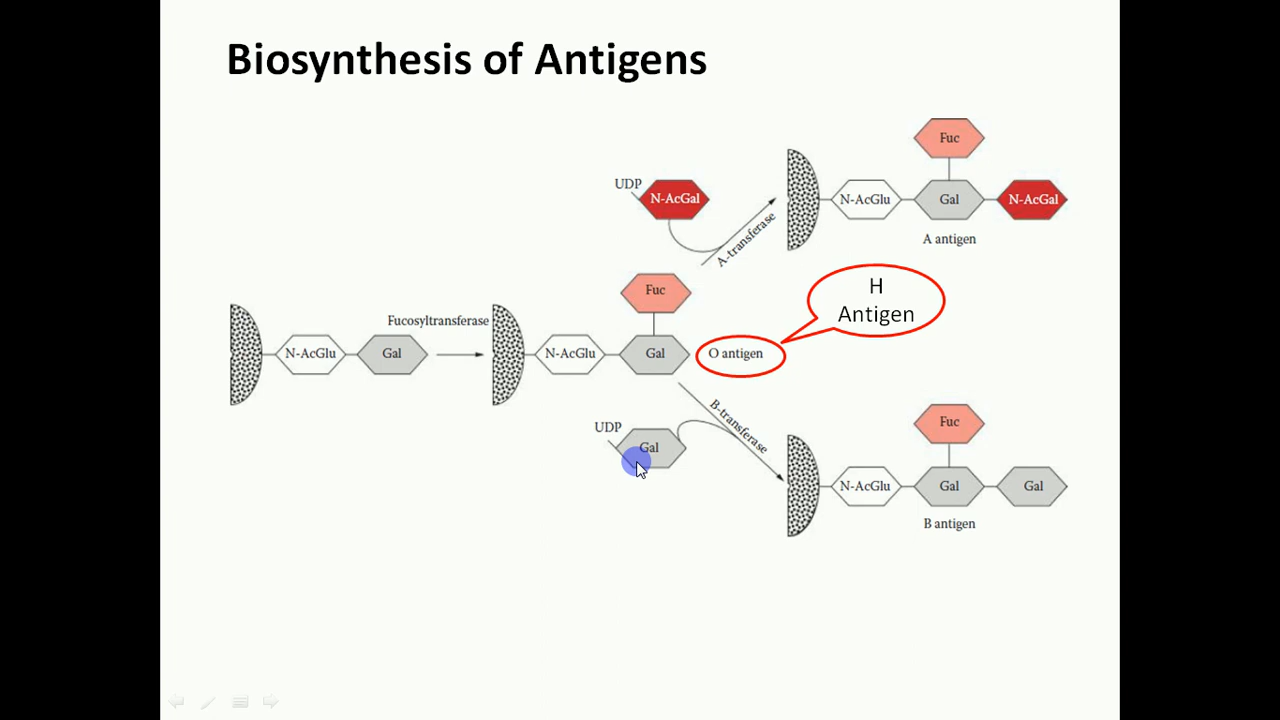 Biosynthesis of Antigens
Fuc
UDP
N-AcGal
N-AcGlu
Gal
N-AcGal
A-transferase
A antigen
Fuc
H
Antigen
Fucosyltransferase
N-AcGlu
Gal
N-AcGlu
Gal
O antigen
B-transferase
UDP
Gal
Fuc
N-AcGlu
Gal
Gal
B antigen